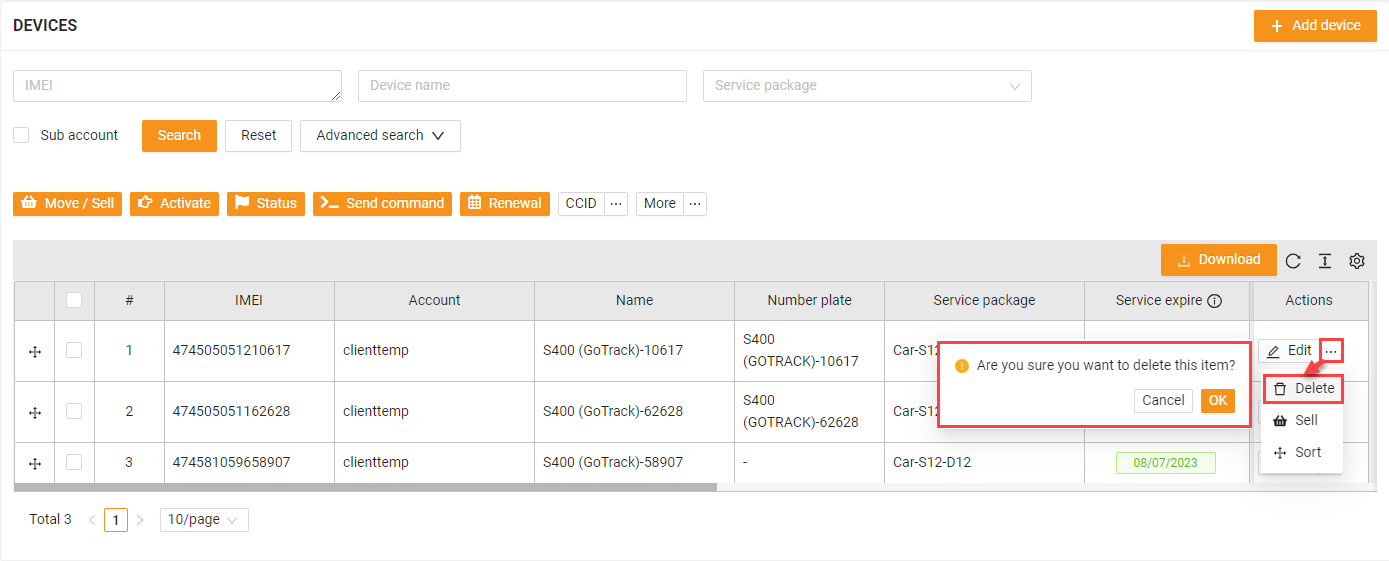 DEVICES
Add device
IMEI
Device name
Service package
Sub account
Search
Reset
Advanced search
Move / Sell
Activate
Status
Send command
Renewal
CCID ···
More ···
Download
# IMEI Account Name Number plate Service package Service expire Actions
1 474505051210617 clienttemp S400 (GoTrack)-10617 S400 (GOTRACK)-10617 Car-S12 Edit ···
Are you sure you want to delete this item?
Cancel
OK
Delete
Sell
Sort
2 474505051162628 clienttemp S400 (GoTrack)-62628 S400 (GOTRACK)-62628 Car-S12
3 474581059658907 clienttemp S400 (GoTrack)-58907 - Car-S12-D12 08/07/2023
Total 3 < 1 > 10/page